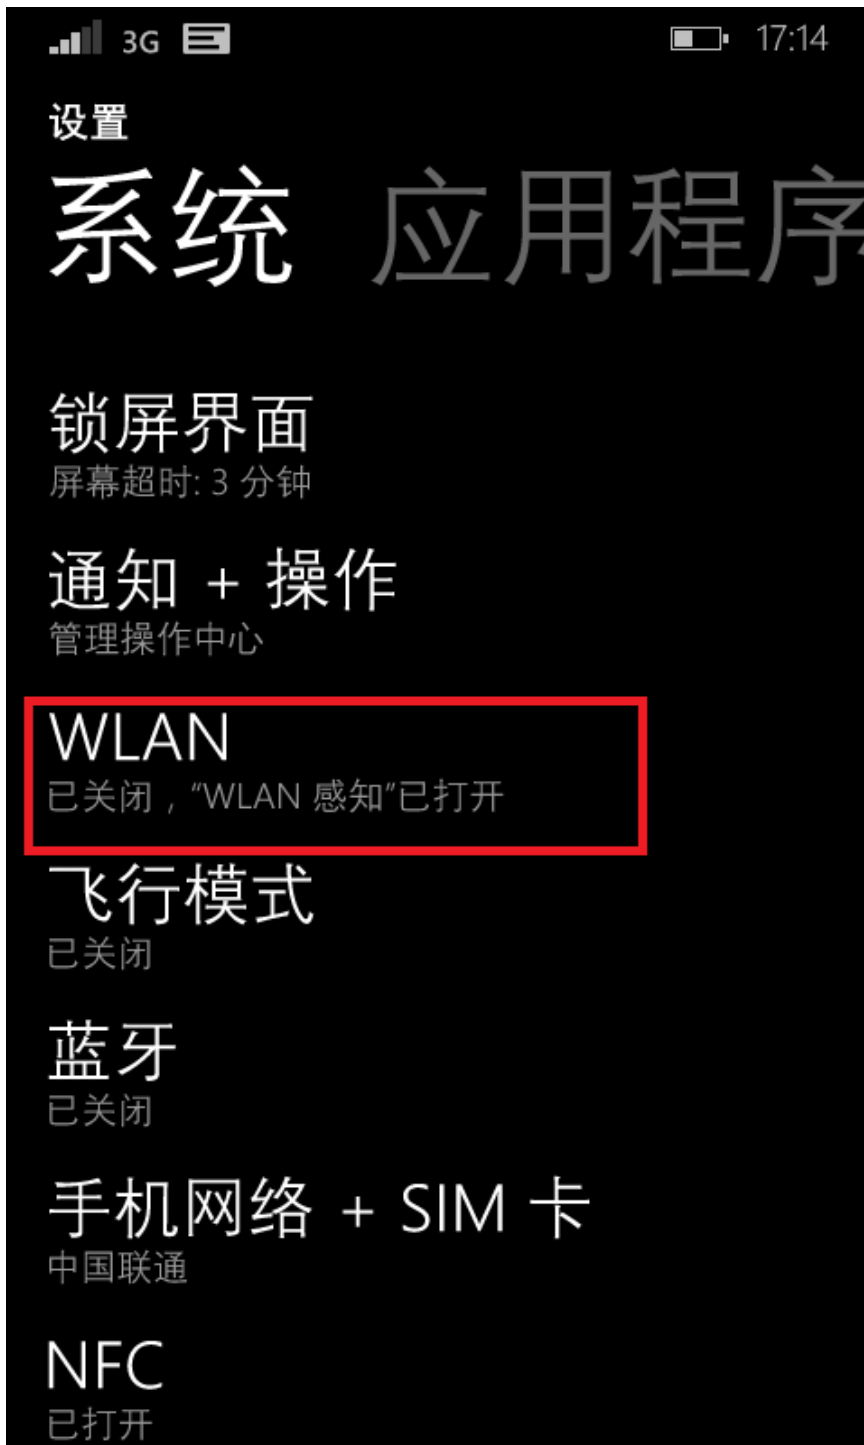 3G 17:14
设置
系统 应用程序
锁屏界面
屏幕超时: 3 分钟
通知 + 操作
管理操作中心
WLAN
已关闭，“WLAN 感知”已打开
飞行模式
已关闭
蓝牙
已关闭
手机网络 + SIM 卡
中国联通
NFC
已打开